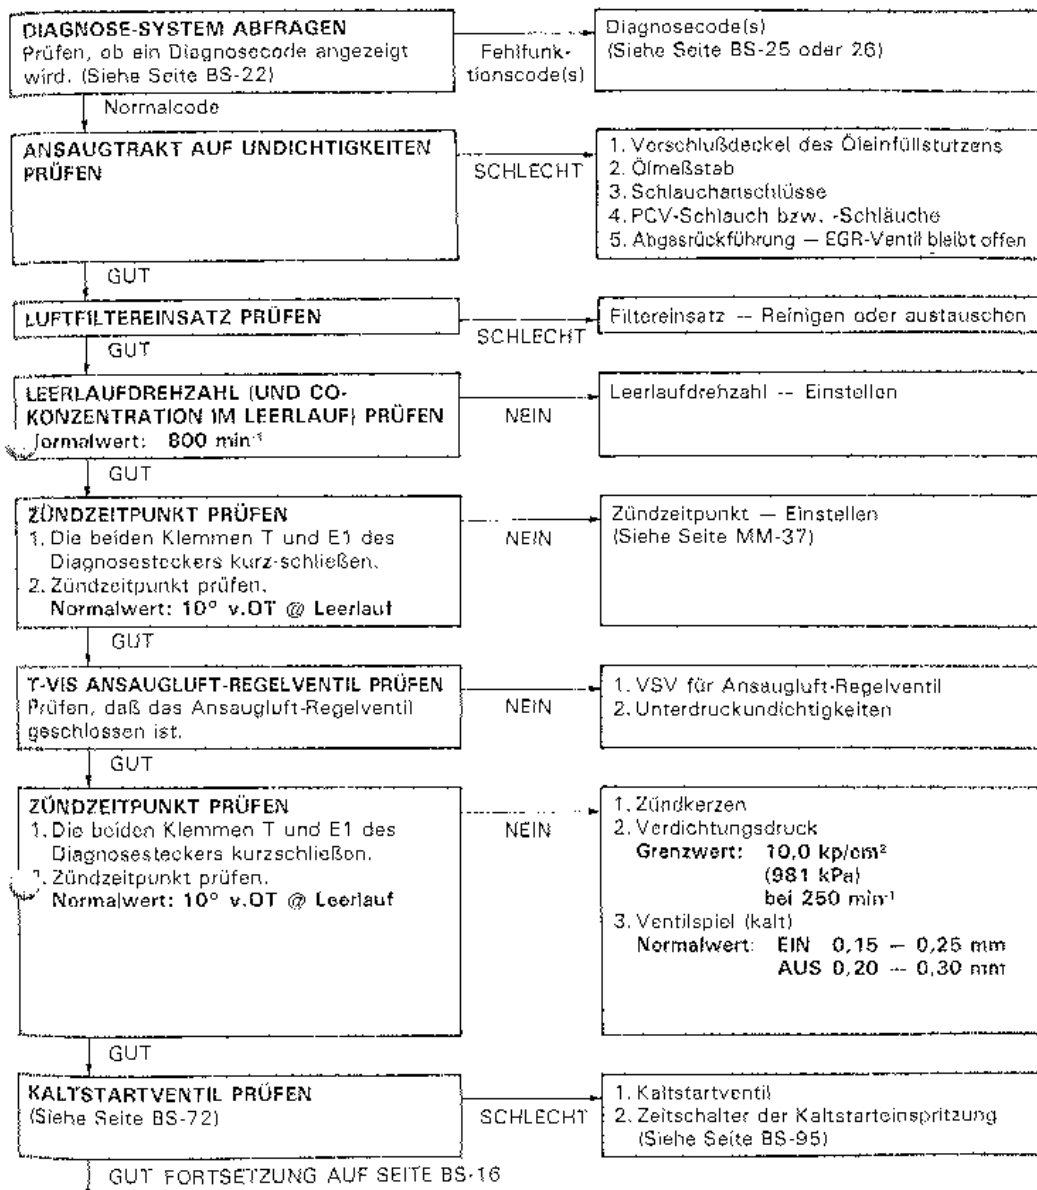 DIAGNOSE-SYSTEM ABFRAGEN
Prüfen, ob ein Diagnosecode angezeigt
wird. (Siehe Seite BS-22)
Fehlfunk-
tionscode(s)
Diagnosecode(s)
(Siehe Seite BS-25 oder 26)
Normalcode
ANSAUGTRAKT AUF UNDICHTIGKEITEN
PRÜFEN
SCHLECHT
1. Verschlußdeckel des Öleinfüllstutzens
2. Ölmeßstab
3. Schlauchanschlüsse
4. PCV-Schlauch bzw. -Schläuche
5. Abgasrückführung — EGR-Ventil bleibt offen
GUT
LUFTFILTEREINSATZ PRÜFEN
SCHLECHT
Filtereinsatz -- Reinigen oder austauschen
GUT
LEERLAUFDREHZAHL (UND CO-
KONZENTRATION IM LEERLAUF) PRÜFEN
Normalwert: 800 min⁻¹
NEIN
Leerlaufdrehzahl -- Einstellen
GUT
ZÜNDZEITPUNKT PRÜFEN
1. Die beiden Klemmen T und E1 des
Diagnosesteckers kurz-schließen.
2. Zündzeitpunkt prüfen.
Normalwert: 10° v.OT @ Leerlauf
NEIN
Zündzeitpunkt — Einstellen
(Siehe Seite MM-37)
GUT
T-VIS ANSAUGLUFT-REGELVENTIL PRÜFEN
Prüfen, daß das Ansaugluft-Regelventil
geschlossen ist.
NEIN
1. VSV für Ansaugluft-Regelventil
2. Unterdruckundichtigkeiten
GUT
ZÜNDZEITPUNKT PRÜFEN
1. Die beiden Klemmen T und E1 des
Diagnosesteckers kurzschließen.
2. Zündzeitpunkt prüfen.
Normalwert: 10° v.OT @ Leerlauf
NEIN
1. Zündkerzen
2. Verdichtungsdruck
Grenzwert: 10,0 kp/cm²
(981 kPa)
bei 250 min⁻¹
3. Ventilspiel (kalt)
Normalwert: EIN 0,15 — 0,25 mm
AUS 0,20 -- 0,30 mm
GUT
KALTSTARTVENTIL PRÜFEN
(Siehe Seite BS-72)
SCHLECHT
1. Kaltstartventil
2. Zeitschalter der Kaltstarteinspritzung
(Siehe Seite BS-95)
GUT FORTSETZUNG AUF SEITE BS-16